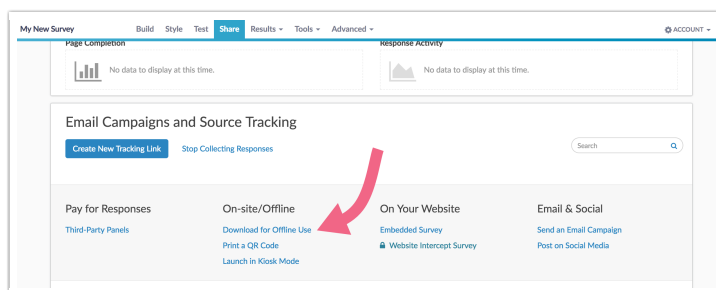 My New Survey Build Style Test Share Results Tools Advanced ACCOUNT
Page Completion Response Activity
No data to display at this time. No data to display at this time.
Email Campaigns and Source Tracking
Create New Tracking Link Stop Collecting Responses Search
Pay for Responses On-site/Offline On Your Website Email & Social
Third-Party Panels Download for Offline Use Embedded Survey Send an Email Campaign
Print a QR Code Website Intercept Survey Post on Social Media
Launch in Kiosk Mode